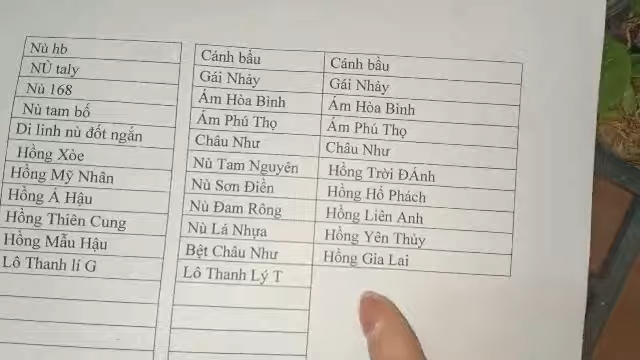 Nù hb
NÙ taly
Nù 168
Nù tam bố
Di linh nù đốt ngắn
Hồng Xòe
Hồng Mỹ Nhân
Hồng Á Hậu
Hồng Thiên Cung
Hồng Mẫu Hậu
Lô Thanh lí G
Cánh bầu
Gái Nhảy
Ám Hòa Bình
Ám Phú Thọ
Châu Như
Nù Tam Nguyên
Nù Sơn Điền
Nù Đam Rông
Nù Lá Nhựa
Bệt Châu Như
Lô Thanh Lý T
Cánh bầu
Gái Nhảy
Ám Hòa Bình
Ám Phú Thọ
Châu Như
Hồng Trời ĐÁnh
Hồng Hổ Phách
Hồng Liên Anh
Hồng Yên Thủy
Hồng Gia Lai